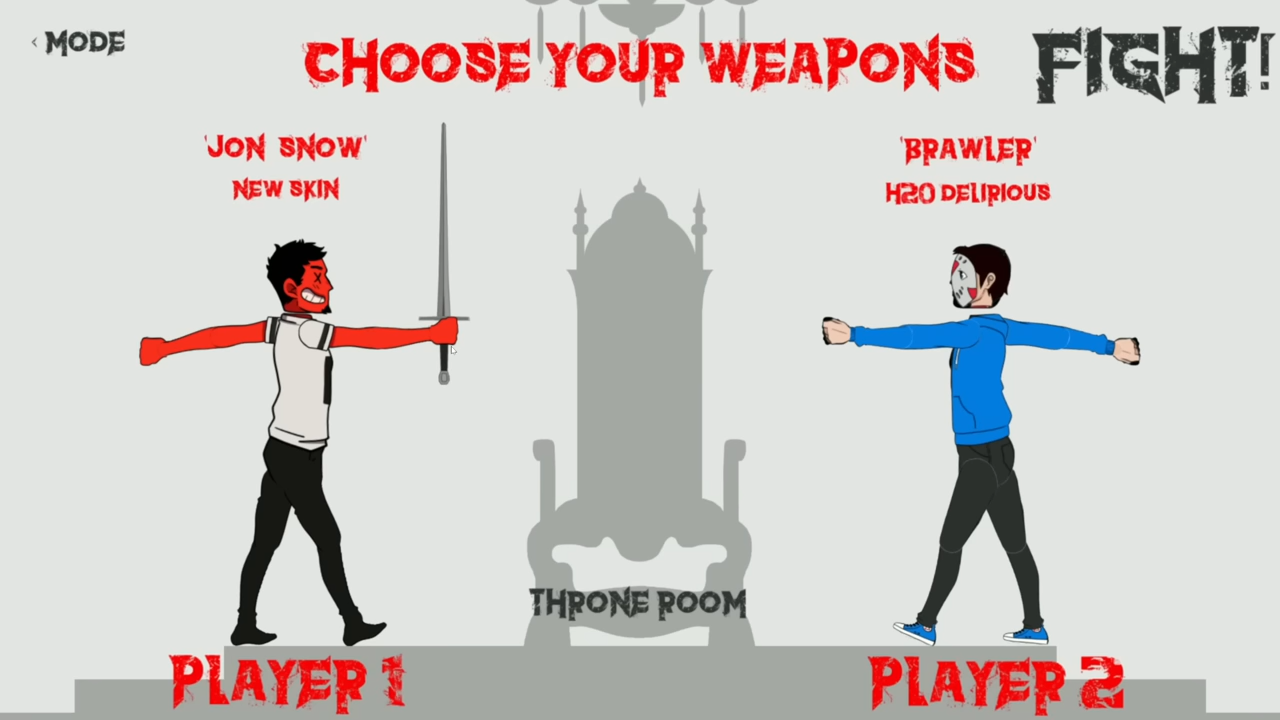 ‹ MODE
CHOOSE YOUR WEAPONS
FIGHT!
'JON SNOW'
NEW SKIN
'BRAWLER'
H2O DELIRIOUS
THRONE ROOM
PLAYER 1
PLAYER 2